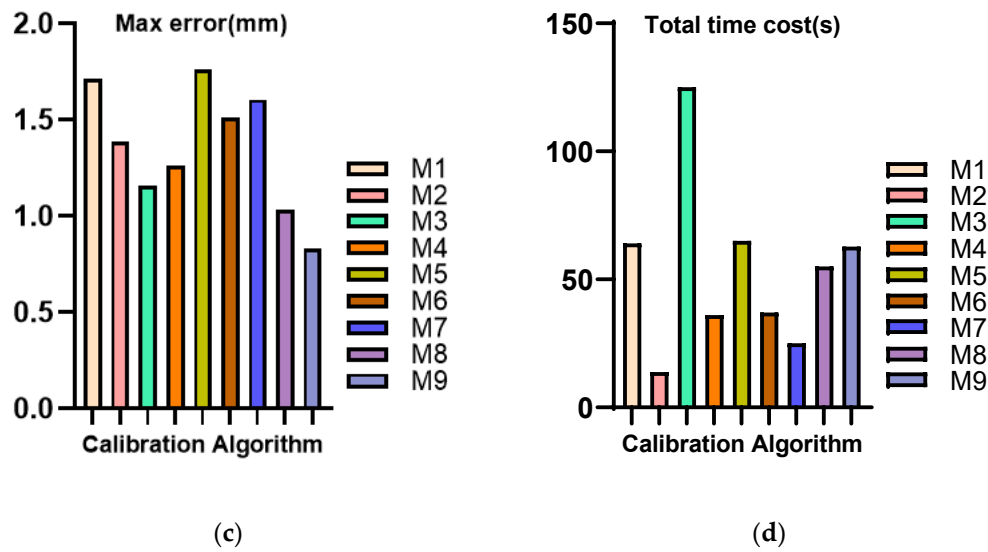 Max error(mm)
2.0
1.5
1.0
0.5
0.0
M1
M2
M3
M4
M5
M6
M7
M8
M9
Calibration Algorithm
(c)
Total time cost(s)
150
100
50
0
M1
M2
M3
M4
M5
M6
M7
M8
M9
Calibration Algorithm
(d)